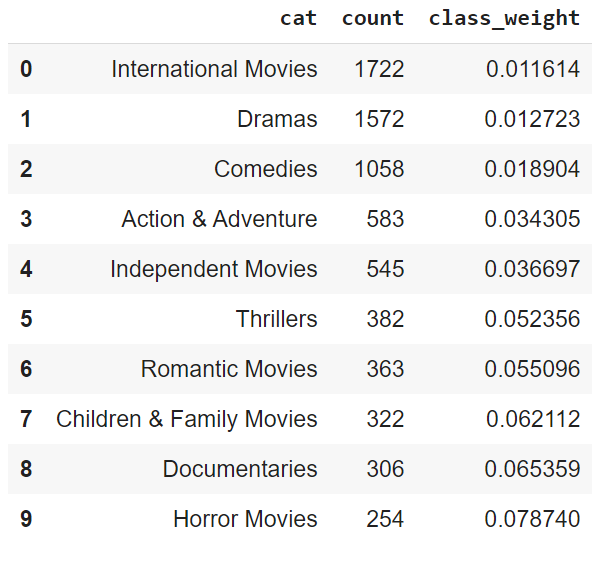 cat count class_weight
0 International Movies 1722 0.011614
1 Dramas 1572 0.012723
2 Comedies 1058 0.018904
3 Action & Adventure 583 0.034305
4 Independent Movies 545 0.036697
5 Thrillers 382 0.052356
6 Romantic Movies 363 0.055096
7 Children & Family Movies 322 0.062112
8 Documentaries 306 0.065359
9 Horror Movies 254 0.078740